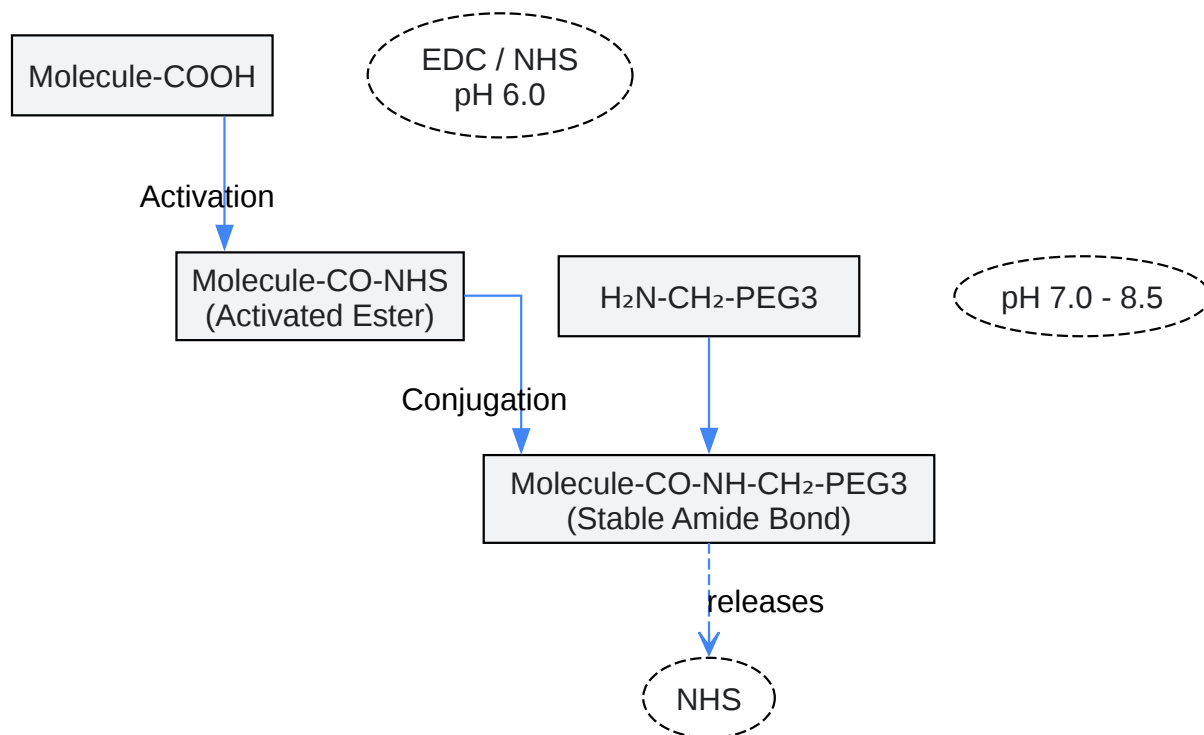 Molecule-COOH
EDC / NHS
pH 6.0
Activation
Molecule-CO-NHS
(Activated Ester)
H₂N-CH₂-PEG3
pH 7.0 - 8.5
Conjugation
Molecule-CO-NH-CH₂-PEG3
(Stable Amide Bond)
releases
NHS